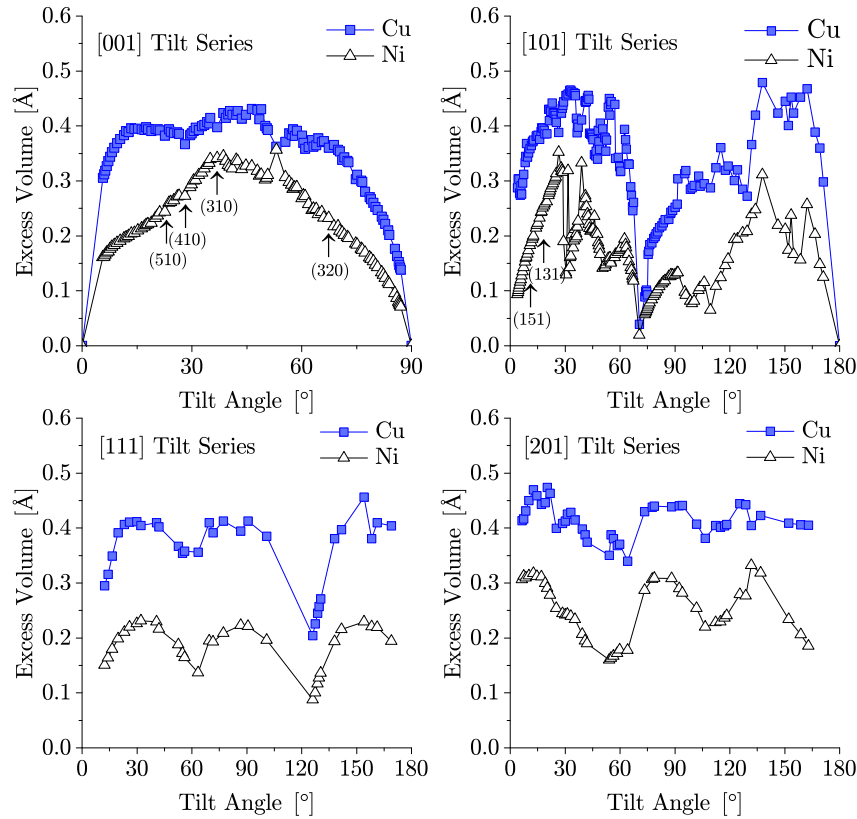 [001] Tilt Series
Cu
Ni
(310)
(410)
(510)
(320)
0.6
0.5
0.4
0.3
0.2
0.1
0.0
Excess Volume [Å]
0 30 60 90
Tilt Angle [°]
[101] Tilt Series
Cu
Ni
(131)
(151)
0.6
0.5
0.4
0.3
0.2
0.1
0.0
Excess Volume [Å]
0 30 60 90 120 150 180
Tilt Angle [°]
[111] Tilt Series
Cu
Ni
0.6
0.5
0.4
0.3
0.2
0.1
0.0
Excess Volume [Å]
0 30 60 90 120 150 180
Tilt Angle [°]
[201] Tilt Series
Cu
Ni
0.6
0.5
0.4
0.3
0.2
0.1
0.0
Excess Volume [Å]
0 30 60 90 120 150 180
Tilt Angle [°]